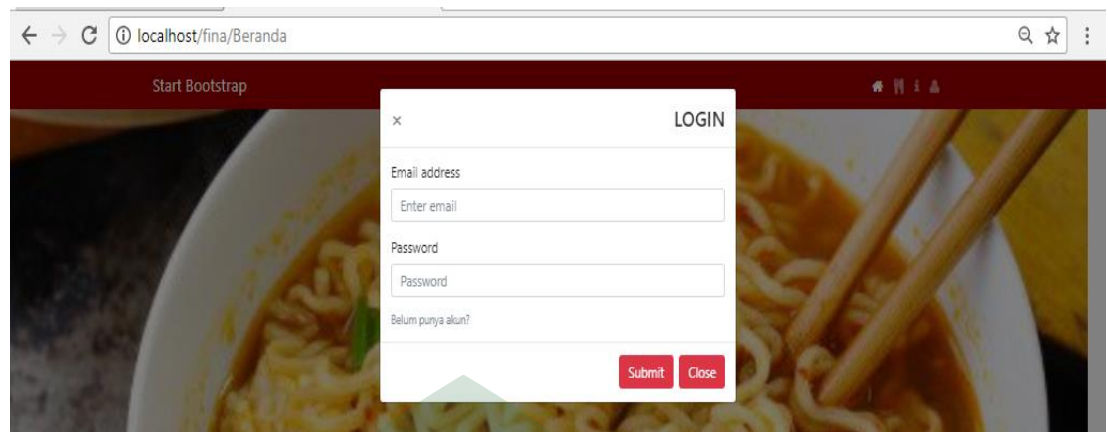 localhost/fina/Beranda
Start Bootstrap
× LOGIN
Email address
Enter email
Password
Password
Belum punya akun?
Submit Close